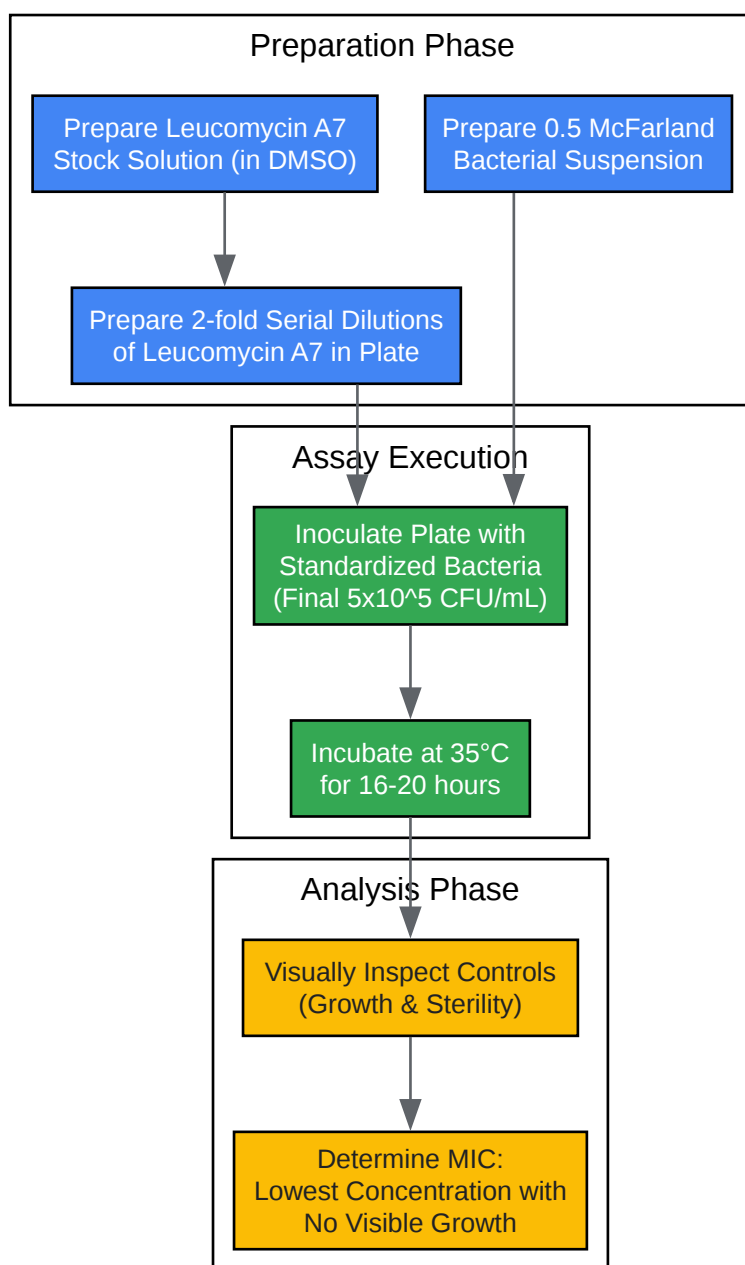 Preparation Phase
Prepare Leucomycin A7
Stock Solution (in DMSO)
Prepare 0.5 McFarland
Bacterial Suspension
Prepare 2-fold Serial Dilutions
of Leucomycin A7 in Plate
Assay Execution
Inoculate Plate with
Standardized Bacteria
(Final 5x10^5 CFU/mL)
Incubate at 35°C
for 16-20 hours
Analysis Phase
Visually Inspect Controls
(Growth & Sterility)
Determine MIC:
Lowest Concentration with
No Visible Growth